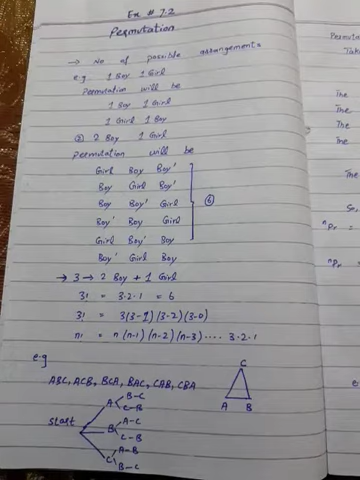 Ex # 7.2
Permutation
→ No of possible arrangements
e.g 1 Boy 1 Girl
Permutation will be
1 Boy 1 Girl
1 Girl 1 Boy
② 2 Boy 1 Girl
permutation will be
Girl Boy Boy'
Boy Girl Boy'
Boy Boy' Girl
Boy' Boy Girl
Girl Boy' Boy
Boy' Girl Boy
⑥
→ 3 → 2 Boy + 1 Girl
3! = 3·2·1 = 6
3! = 3(3-1)(3-2)(3-0)
n! = n(n-1)(n-2)(n-3) .... 3·2·1
e.g
ABC, ACB, BCA, BAC, CAB, CBA
C
A B
start
A B-C
C-B
B A-C
C-B
C A-B
B-C
Permuta
Take
The
The
The
The
The
So,
nPr =
nPr =
e